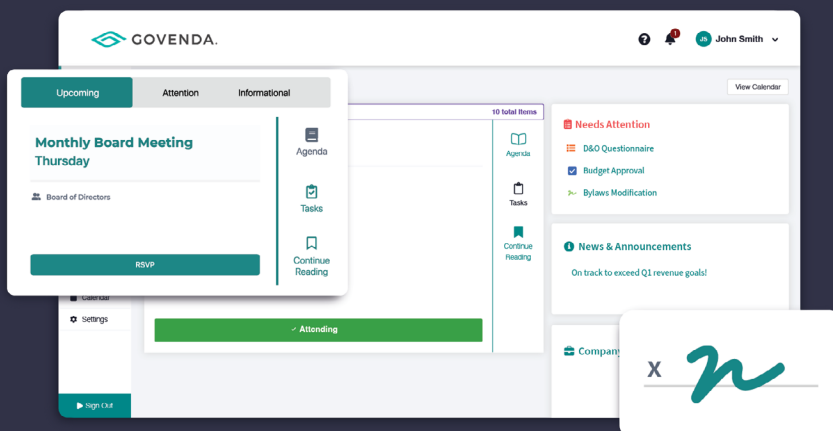 GOVENDA.
1
JS
John Smith
View Calendar
Upcoming
Attention
Informational
10 total Items
Monthly Board Meeting
Thursday
Board of Directors
RSVP
Agenda
Tasks
Continue
Reading
Agenda
Tasks
Continue
Reading
Needs Attention
D&O Questionnaire
Budget Approval
Bylaws Modification
News & Announcements
On track to exceed Q1 revenue goals!
Calendar
Settings
Attending
Company
Sign Out
X